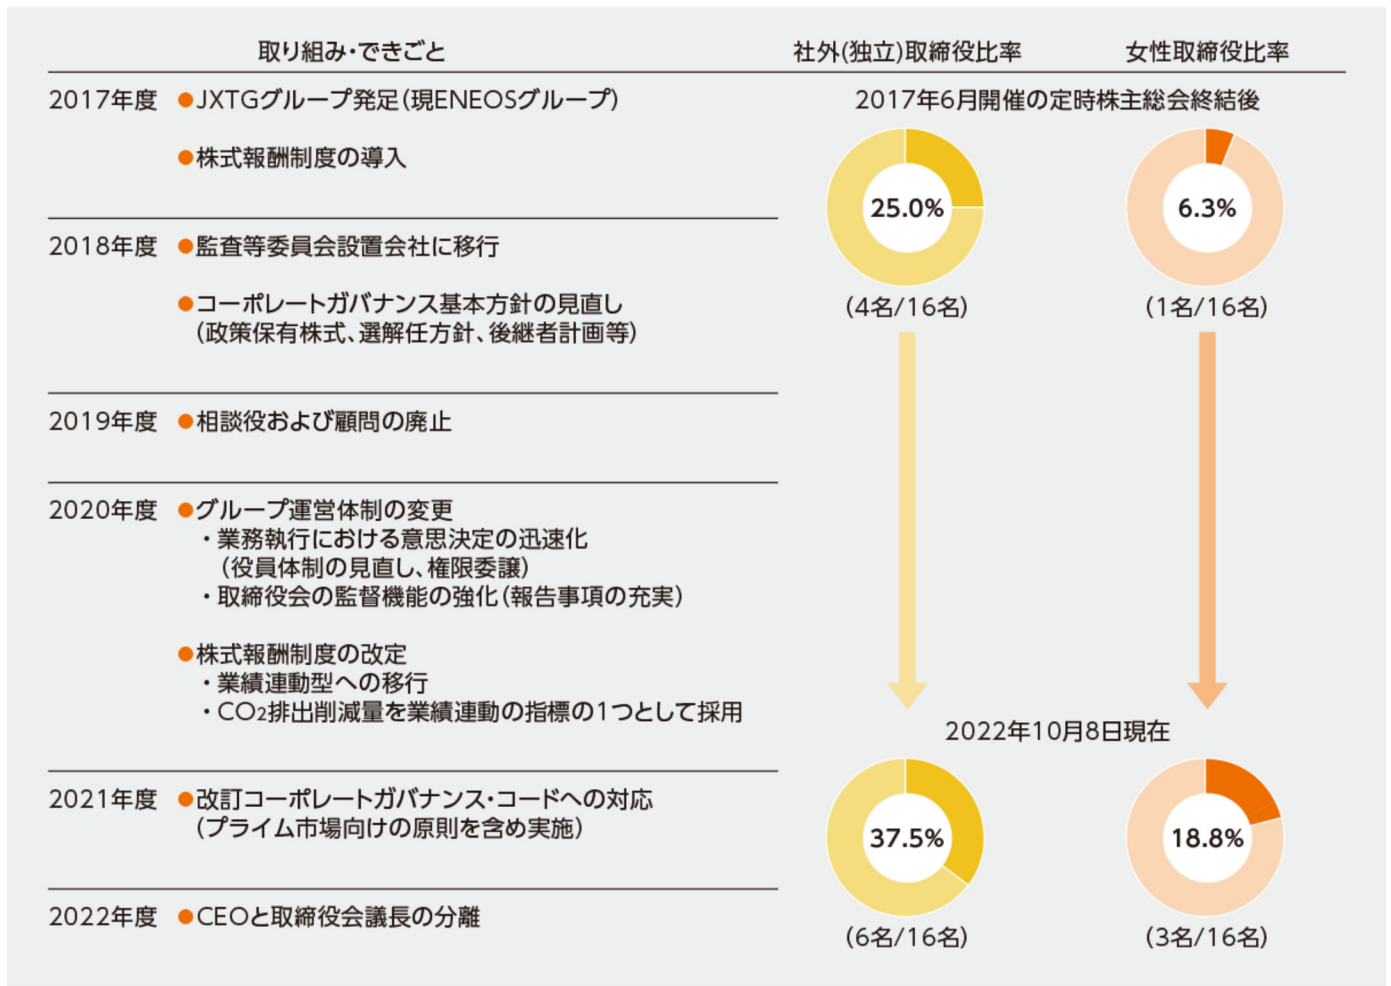 取り組み・できごと
社外(独立)取締役比率
女性取締役比率
2017年度 ●JXTGグループ発足(現ENEOSグループ)
●株式報酬制度の導入
2018年度 ●監査等委員会設置会社に移行
●コーポレートガバナンス基本方針の見直し
(政策保有株式、選解任方針、後継者計画等)
2019年度 ●相談役および顧問の廃止
2020年度 ●グループ運営体制の変更
・業務執行における意思決定の迅速化
(役員体制の見直し、権限委譲)
・取締役会の監督機能の強化(報告事項の充実)
●株式報酬制度の改定
・業績連動型への移行
・CO2排出削減量を業績連動の指標の1つとして採用
2021年度 ●改訂コーポレートガバナンス・コードへの対応
(プライム市場向けの原則を含め実施)
2022年度 ●CEOと取締役会議長の分離
2017年6月開催の定時株主総会終結後
25.0%
(4名/16名)
6.3%
(1名/16名)
2022年10月8日現在
37.5%
(6名/16名)
18.8%
(3名/16名)